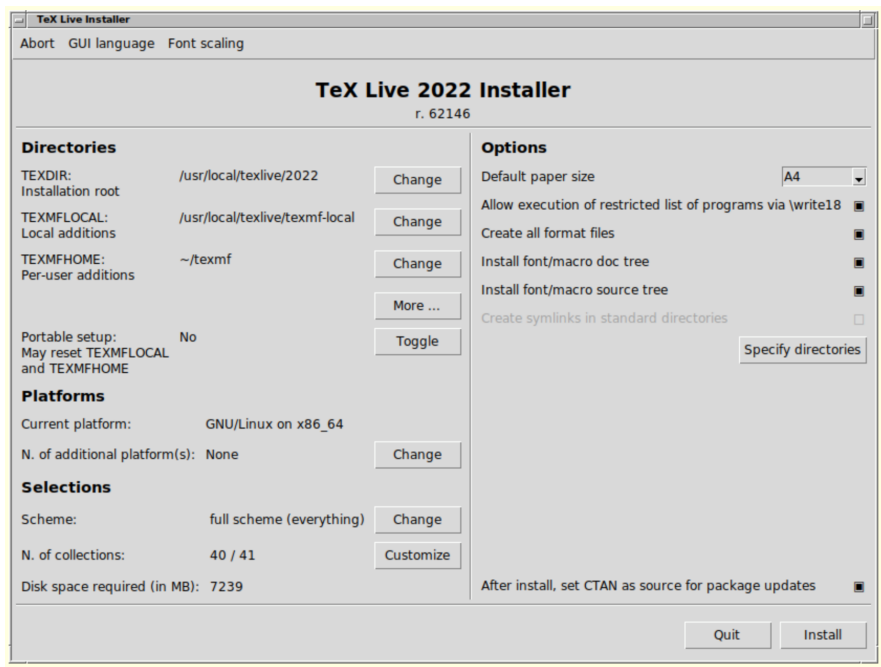 TeX Live Installer
Abort GUI language Font scaling
TeX Live 2022 Installer
r. 62146
Directories
TEXDIR: /usr/local/texlive/2022 Change
Installation root
TEXMFLOCAL: /usr/local/texlive/texmf-local Change
Local additions
TEXMFHOME: ~/texmf Change
Per-user additions
More ...
Portable setup: No Toggle
May reset TEXMFLOCAL
and TEXMFHOME
Platforms
Current platform: GNU/Linux on x86_64
N. of additional platform(s): None Change
Selections
Scheme: full scheme (everything) Change
N. of collections: 40 / 41 Customize
Disk space required (in MB): 7239
Options
Default paper size A4
Allow execution of restricted list of programs via \write18
Create all format files
Install font/macro doc tree
Install font/macro source tree
Create symlinks in standard directories
Specify directories
After install, set CTAN as source for package updates
Quit Install